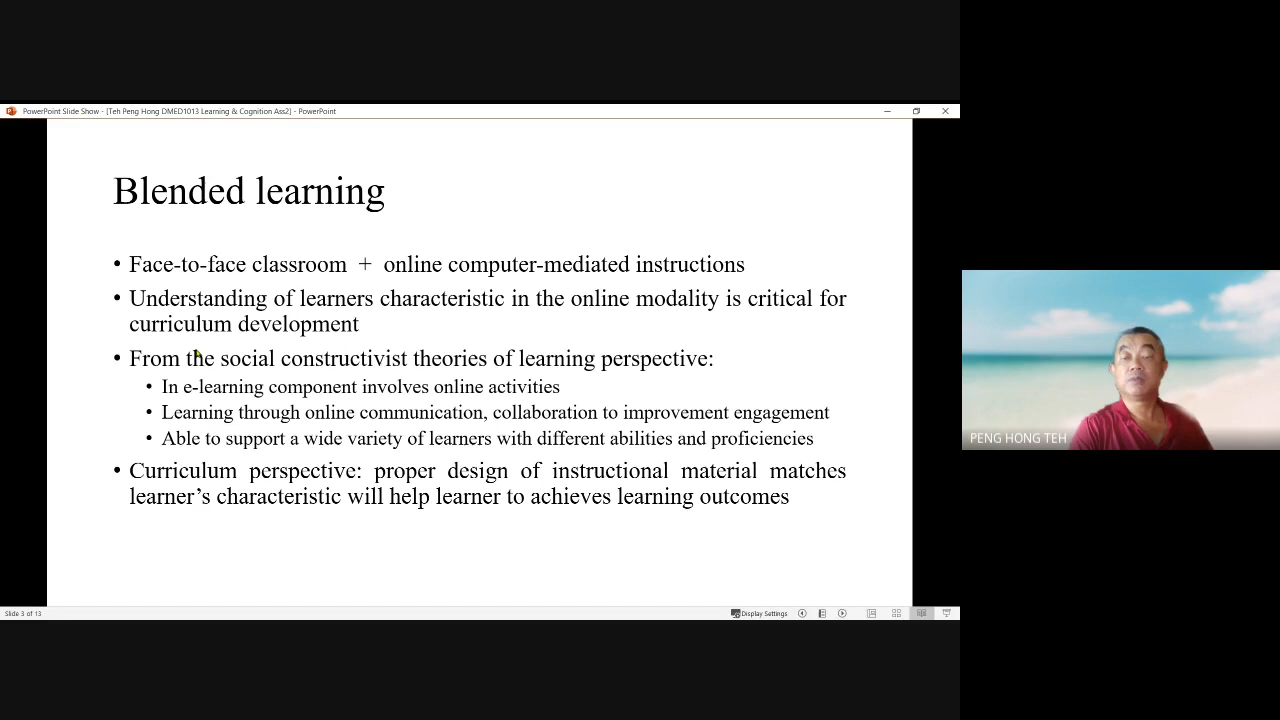 PowerPoint Slide Show - [Teh Peng Hong DMED1013 Learning & Cognition Ass2] - PowerPoint
Blended learning
• Face-to-face classroom + online computer-mediated instructions
• Understanding of learners characteristic in the online modality is critical for
curriculum development
• From the social constructivist theories of learning perspective:
• In e-learning component involves online activities
• Learning through online communication, collaboration to improvement engagement
• Able to support a wide variety of learners with different abilities and proficiencies
• Curriculum perspective: proper design of instructional material matches
learner’s characteristic will help learner to achieves learning outcomes
PENG HONG TEH
Slide 3 of 13
Display Settings